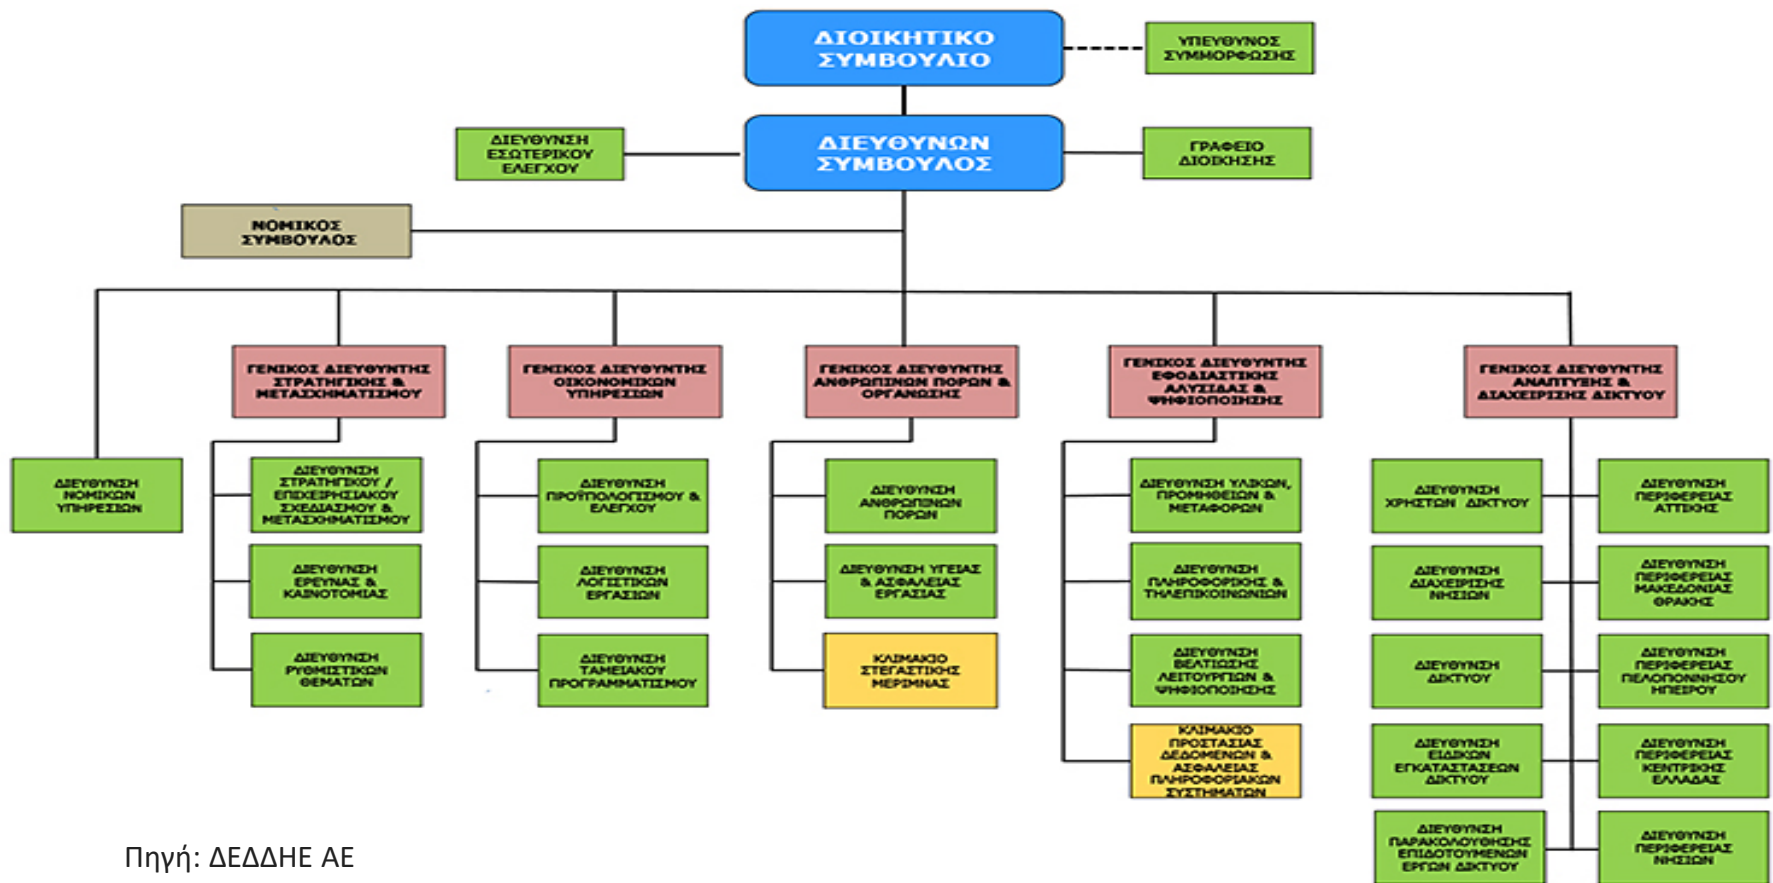 ΔΙΟΙΚΗΤΙΚΟ
ΣΥΜΒΟΥΛΙΟ
ΥΠΕΥΘΥΝΟΣ
ΣΥΜΜΟΡΦΩΣΗΣ
ΔΙΕΥΘΥΝΣΗ
ΕΣΩΤΕΡΙΚΟΥ
ΕΛΕΓΧΟΥ
ΔΙΕΥΘΥΝΩΝ
ΣΥΜΒΟΥΛΟΣ
ΓΡΑΦΕΙΟ
ΔΙΟΙΚΗΣΗΣ
ΝΟΜΙΚΟΣ
ΣΥΜΒΟΥΛΟΣ
ΓΕΝΙΚΟΣ ΔΙΕΥΘΥΝΤΗΣ
ΣΤΡΑΤΗΓΙΚΗΣ &
ΜΕΤΑΣΧΗΜΑΤΙΣΜΟΥ
ΓΕΝΙΚΟΣ ΔΙΕΥΘΥΝΤΗΣ
ΟΙΚΟΝΟΜΙΚΩΝ
ΥΠΗΡΕΣΙΩΝ
ΓΕΝΙΚΟΣ ΔΙΕΥΘΥΝΤΗΣ
ΑΝΘΡΩΠΙΝΩΝ ΠΟΡΩΝ &
ΟΡΓΑΝΩΣΗΣ
ΓΕΝΙΚΟΣ ΔΙΕΥΘΥΝΤΗΣ
ΕΦΟΔΙΑΣΤΙΚΗΣ
ΑΛΥΣΙΔΑΣ &
ΨΗΦΙΟΠΟΙΗΣΗΣ
ΓΕΝΙΚΟΣ ΔΙΕΥΘΥΝΤΗΣ
ΑΝΑΠΤΥΞΗΣ &
ΔΙΑΧΕΙΡΙΣΗΣ ΔΙΚΤΥΟΥ
ΔΙΕΥΘΥΝΣΗ
ΝΟΜΙΚΩΝ
ΥΠΗΡΕΣΙΩΝ
ΔΙΕΥΘΥΝΣΗ
ΣΤΡΑΤΗΓΙΚΟΥ /
ΕΠΙΧΕΙΡΗΣΙΑΚΟΥ
ΣΧΕΔΙΑΣΜΟΥ &
ΜΕΤΑΣΧΗΜΑΤΙΣΜΟΥ
ΔΙΕΥΘΥΝΣΗ
ΕΡΕΥΝΑΣ &
ΚΑΙΝΟΤΟΜΙΑΣ
ΔΙΕΥΘΥΝΣΗ
ΡΥΘΜΙΣΤΙΚΩΝ
ΘΕΜΑΤΩΝ
ΔΙΕΥΘΥΝΣΗ
ΠΡΟΫΠΟΛΟΓΙΣΜΟΥ &
ΕΛΕΓΧΟΥ
ΔΙΕΥΘΥΝΣΗ
ΛΟΓΙΣΤΙΚΩΝ
ΕΡΓΑΣΙΩΝ
ΔΙΕΥΘΥΝΣΗ
ΤΑΜΕΙΑΚΟΥ
ΠΡΟΓΡΑΜΜΑΤΙΣΜΟΥ
ΔΙΕΥΘΥΝΣΗ
ΑΝΘΡΩΠΙΝΩΝ
ΠΟΡΩΝ
ΔΙΕΥΘΥΝΣΗ ΥΓΕΙΑΣ
& ΑΣΦΑΛΕΙΑΣ
ΕΡΓΑΣΙΑΣ
ΚΛΙΜΑΚΙΟ
ΣΤΕΓΑΣΤΙΚΗΣ
ΜΕΡΙΜΝΑΣ
ΔΙΕΥΘΥΝΣΗ ΥΛΙΚΩΝ,
ΠΡΟΜΗΘΕΙΩΝ &
ΜΕΤΑΦΟΡΩΝ
ΔΙΕΥΘΥΝΣΗ
ΠΛΗΡΟΦΟΡΙΚΗΣ &
ΤΗΛΕΠΙΚΟΙΝΩΝΙΩΝ
ΔΙΕΥΘΥΝΣΗ
ΒΕΛΤΙΩΣΗΣ
ΛΕΙΤΟΥΡΓΙΩΝ &
ΨΗΦΙΟΠΟΙΗΣΗΣ
ΚΛΙΜΑΚΙΟ
ΠΡΟΣΤΑΣΙΑΣ
ΔΕΔΟΜΕΝΩΝ &
ΑΣΦΑΛΕΙΑΣ
ΠΛΗΡΟΦΟΡΙΑΚΩΝ
ΣΥΣΤΗΜΑΤΩΝ
ΔΙΕΥΘΥΝΣΗ
ΧΡΗΣΤΩΝ ΔΙΚΤΥΟΥ
ΔΙΕΥΘΥΝΣΗ
ΔΙΑΧΕΙΡΙΣΗΣ
ΝΗΣΙΩΝ
ΔΙΕΥΘΥΝΣΗ
ΔΙΚΤΥΟΥ
ΔΙΕΥΘΥΝΣΗ
ΕΙΔΙΚΩΝ
ΕΓΚΑΤΑΣΤΑΣΕΩΝ
ΔΙΚΤΥΟΥ
ΔΙΕΥΘΥΝΣΗ
ΠΑΡΑΚΟΛΟΥΘΗΣΗΣ
ΕΠΙΔΟΤΟΥΜΕΝΩΝ
ΕΡΓΩΝ ΔΙΚΤΥΟΥ
ΔΙΕΥΘΥΝΣΗ
ΠΕΡΙΦΕΡΕΙΑΣ
ΑΤΤΙΚΗΣ
ΔΙΕΥΘΥΝΣΗ
ΠΕΡΙΦΕΡΕΙΑΣ
ΜΑΚΕΔΟΝΙΑΣ
ΘΡΑΚΗΣ
ΔΙΕΥΘΥΝΣΗ
ΠΕΡΙΦΕΡΕΙΑΣ
ΠΕΛΟΠΟΝΝΗΣΟΥ
ΗΠΕΙΡΟΥ
ΔΙΕΥΘΥΝΣΗ
ΠΕΡΙΦΕΡΕΙΑΣ
ΚΕΝΤΡΙΚΗΣ
ΕΛΛΑΔΑΣ
ΔΙΕΥΘΥΝΣΗ
ΠΕΡΙΦΕΡΕΙΑΣ
ΝΗΣΙΩΝ
Πηγή: ΔΕΔΔΗΕ ΑΕ